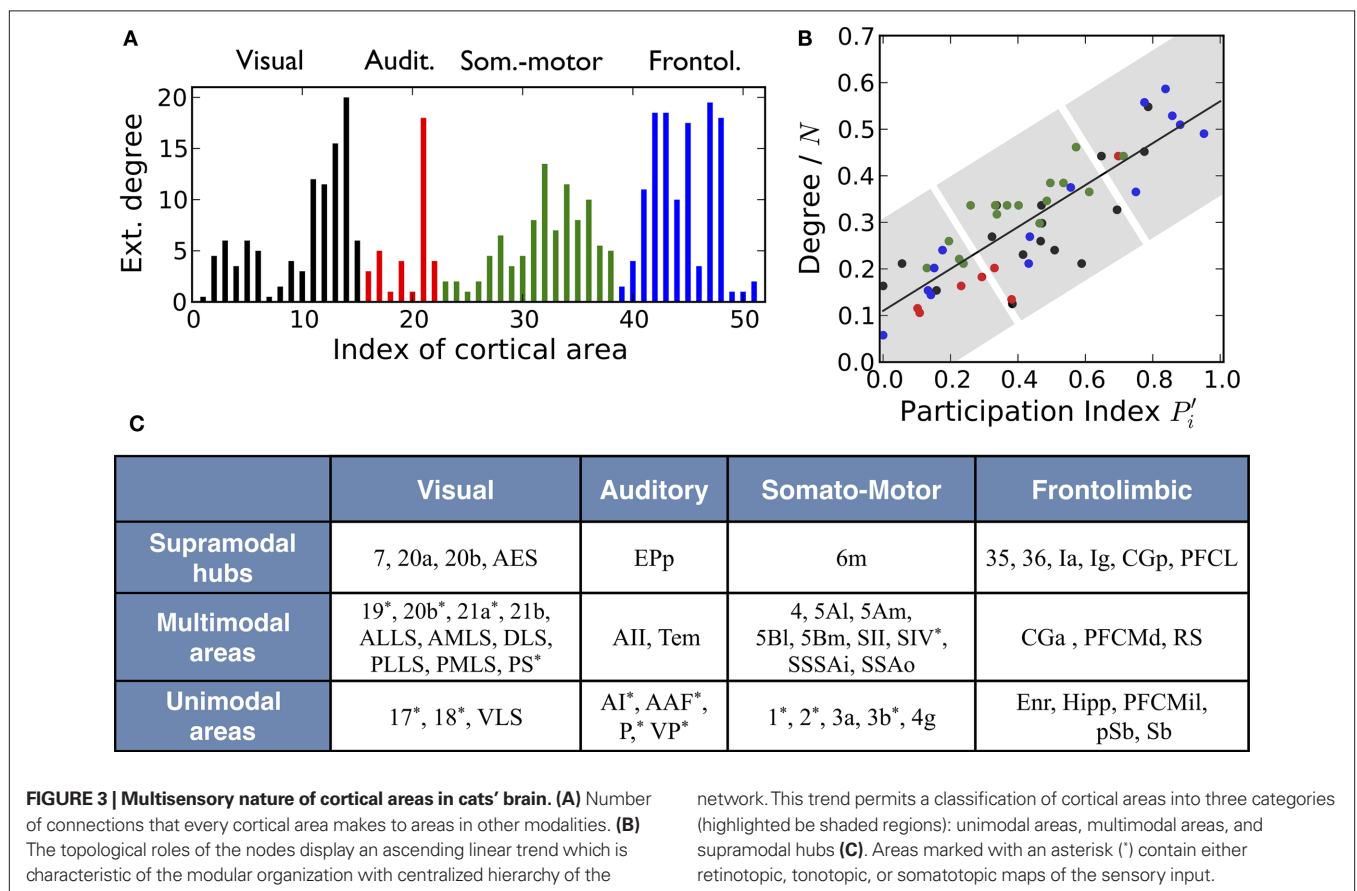 A
Visual Audit. Som.-motor Frontol.
Ext. degree
20
15
10
5
0
0 10 20 30 40 50
Index of cortical area
B
Degree / N
0.7
0.6
0.5
0.4
0.3
0.2
0.1
0.0
0.0 0.2 0.4 0.6 0.8 1.0
Participation Index P′i
C
Visual Auditory Somato-Motor Frontolimbic
Supramodal
hubs
7, 20a, 20b, AES
EPp
6m
35, 36, Ia, Ig, CGp, PFCL
Multimodal
areas
19*, 20b*, 21a*, 21b,
ALLS, AMLS, DLS,
PLLS, PMLS, PS*
AII, Tem
4, 5Al, 5Am,
5Bl, 5Bm, SII, SIV*,
SSSAi, SSAo
CGa , PFCMd, RS
Unimodal
areas
17*, 18*, VLS
AI*, AAF*,
P,* VP*
1*, 2*, 3a, 3b*, 4g
Enr, Hipp, PFCMil,
pSb, Sb
FIGURE 3 | Multisensory nature of cortical areas in cats’ brain. (A) Number
of connections that every cortical area makes to areas in other modalities. (B)
The topological roles of the nodes display an ascending linear trend which is
characteristic of the modular organization with centralized hierarchy of the
network. This trend permits a classification of cortical areas into three categories
(highlighted be shaded regions): unimodal areas, multimodal areas, and
supramodal hubs (C). Areas marked with an asterisk (*) contain either
retinotopic, tonotopic, or somatotopic maps of the sensory input.